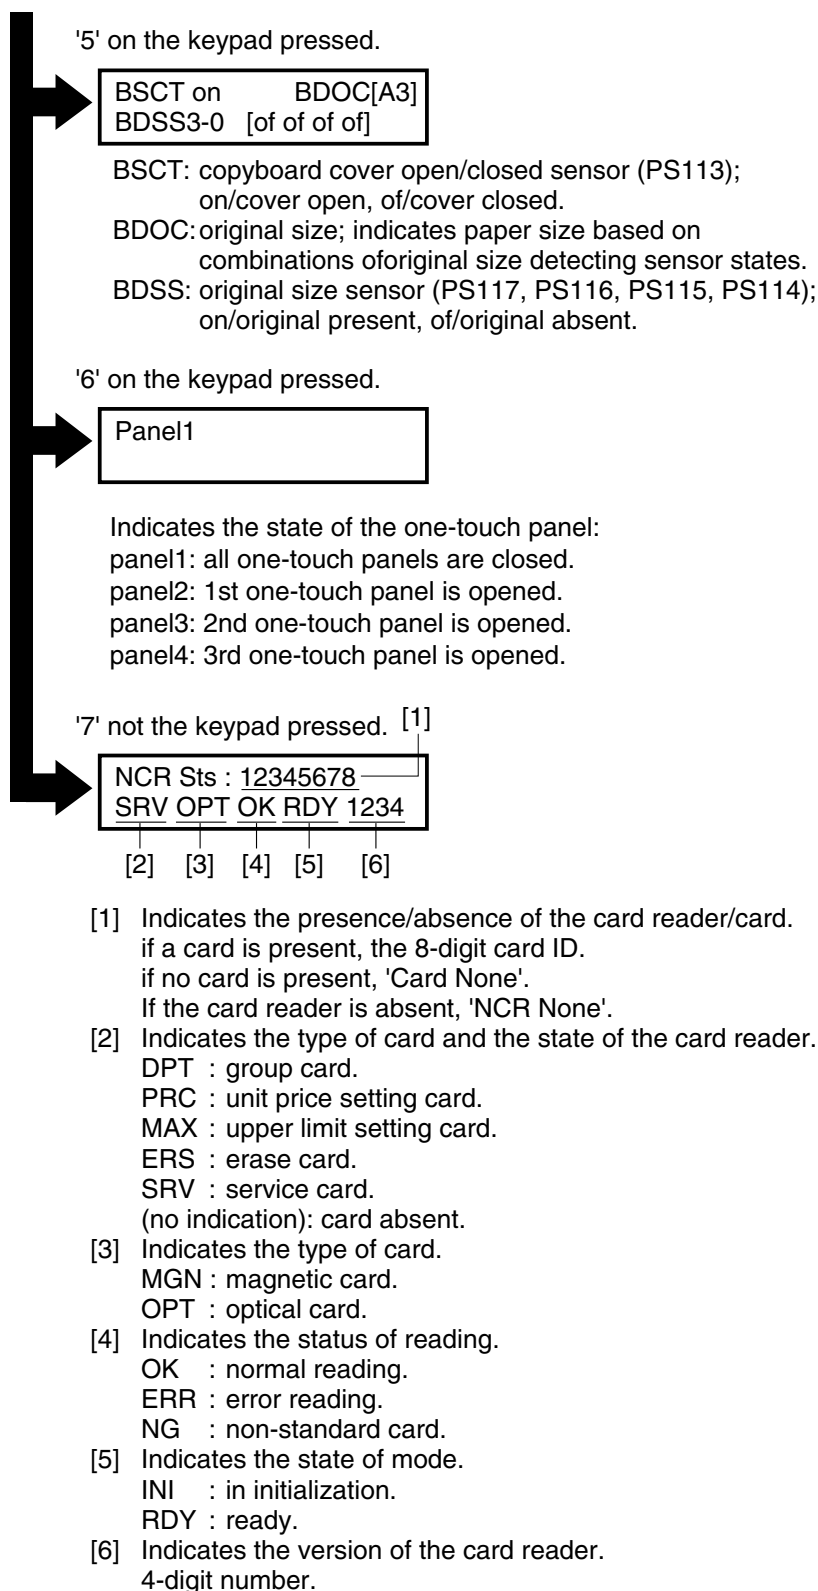 '5' on the keypad pressed.
BSCT on BDOC[A3]
BDSS3-0 [of of of of]
BSCT: copyboard cover open/closed sensor (PS113);
on/cover open, of/cover closed.
BDOC: original size; indicates paper size based on
combinations oforiginal size detecting sensor states.
BDSS: original size sensor (PS117, PS116, PS115, PS114);
on/original present, of/original absent.
'6' on the keypad pressed.
Panel1
Indicates the state of the one-touch panel:
panel1: all one-touch panels are closed.
panel2: 1st one-touch panel is opened.
panel3: 2nd one-touch panel is opened.
panel4: 3rd one-touch panel is opened.
'7' not the keypad pressed. [1]
NCR Sts : 12345678
SRV OPT OK RDY 1234
[2] [3] [4] [5] [6]
[1] Indicates the presence/absence of the card reader/card.
if a card is present, the 8-digit card ID.
if no card is present, 'Card None'.
If the card reader is absent, 'NCR None'.
[2] Indicates the type of card and the state of the card reader.
DPT : group card.
PRC : unit price setting card.
MAX : upper limit setting card.
ERS : erase card.
SRV : service card.
(no indication): card absent.
[3] Indicates the type of card.
MGN : magnetic card.
OPT : optical card.
[4] Indicates the status of reading.
OK : normal reading.
ERR : error reading.
NG : non-standard card.
[5] Indicates the state of mode.
INI : in initialization.
RDY : ready.
[6] Indicates the version of the card reader.
4-digit number.